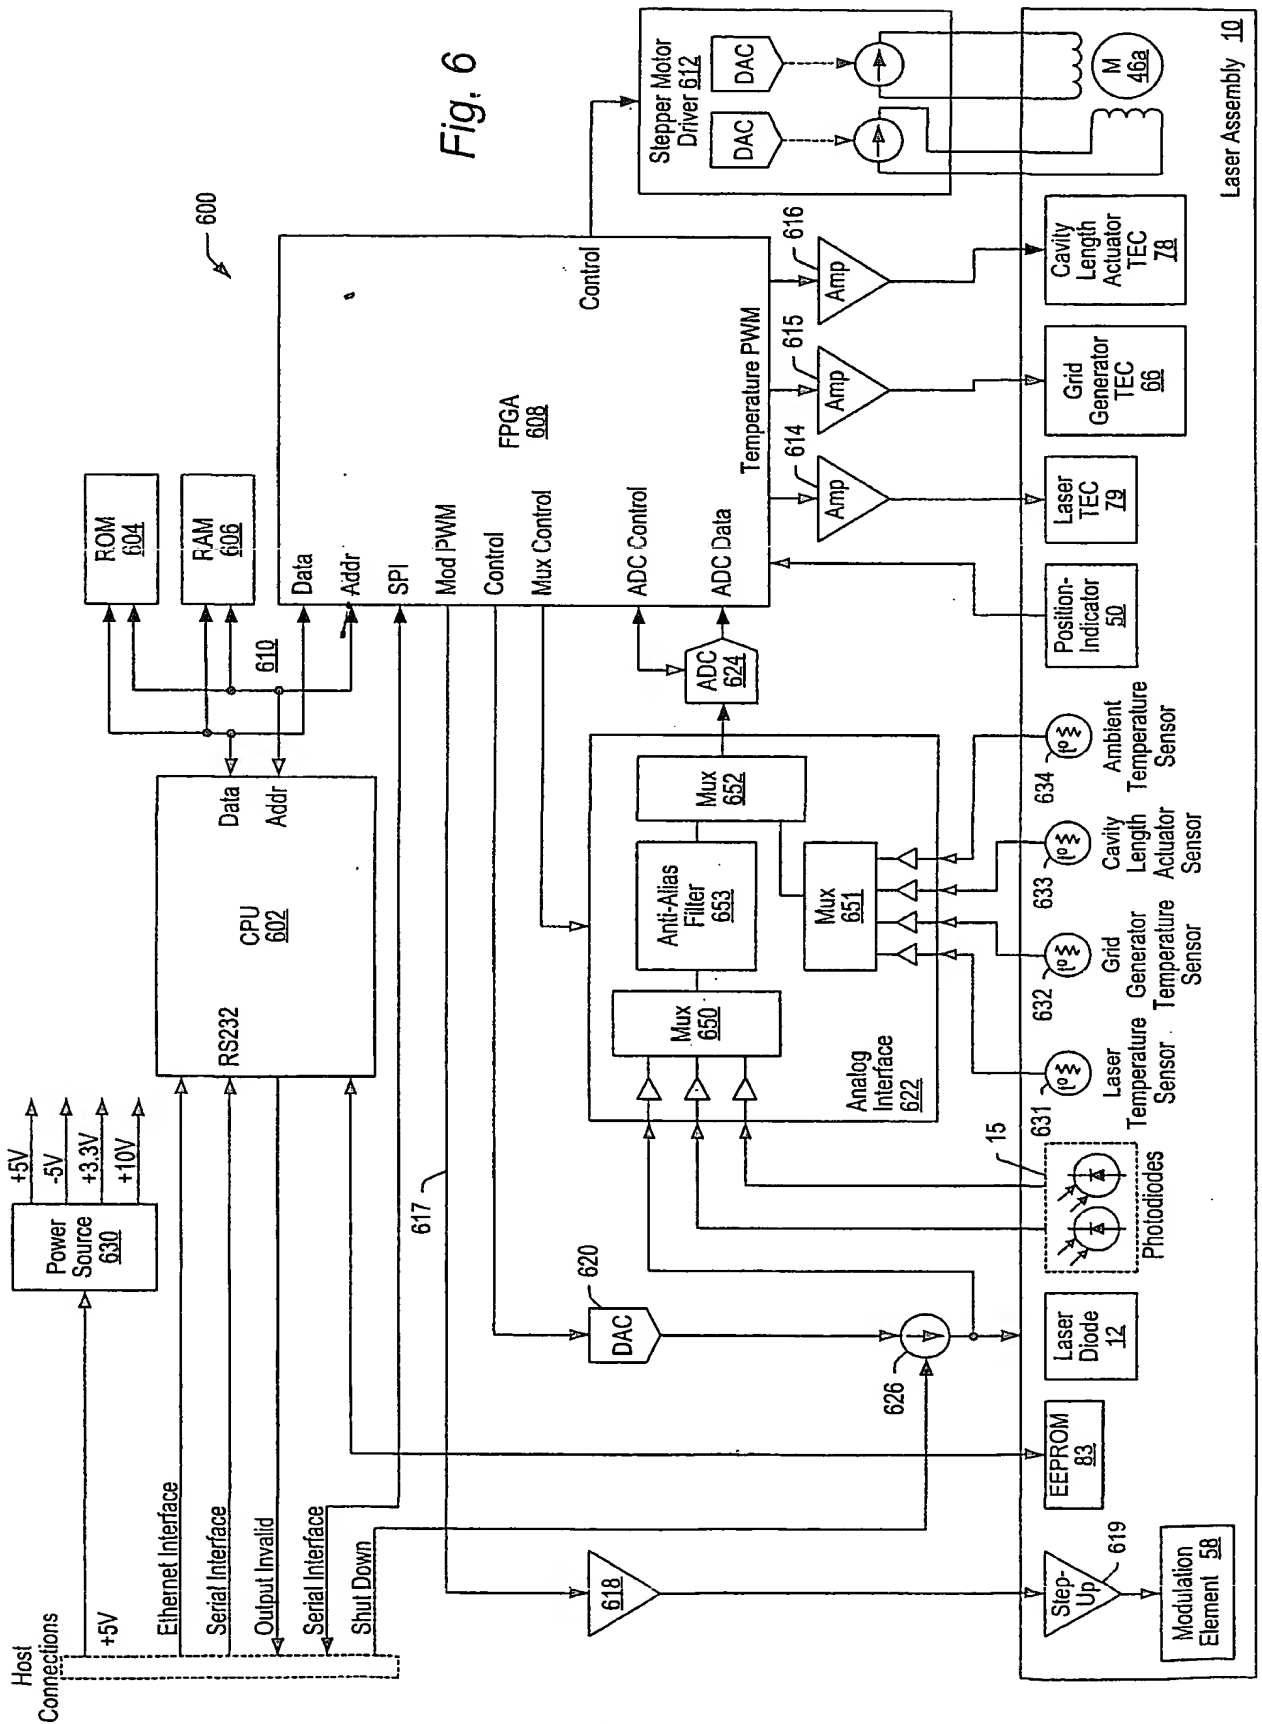 Fig. 6
600
Host
Connections
+5V
Ethernet Interface
Serial Interface
Output Invalid
Serial Interface
Shut Down
Power
Source
630
+5V
-5V
+3.3V
+10V
RS232
CPU
602
Data
Addr
ROM
604
RAM
606
610
Data
Addr
SPI
Mod PWM
Control
Mux Control
ADC Control
ADC Data
FPGA
608
Control
Temperature PWM
617
618
DAC
620
626
Analog
Interface
622
Mux
650
Anti-Alias
Filter
653
Mux
651
Mux
652
ADC
624
Amp
614
Amp
615
Amp
616
Stepper Motor
Driver 612
DAC
DAC
Step-
Up
619
Modulation
Element 58
EEPROM
83
Laser
Diode
12
15
Photodiodes
631
Laser
Temperature
Sensor
632
Grid
Generator
Temperature
Sensor
633
Cavity
Length
Actuator
Sensor
634
Ambient
Temperature
Sensor
Position-
Indicator
50
Laser
TEC
79
Grid
Generator
TEC
66
Cavity
Length
Actuator
TEC
78
M
46a
Laser Assembly 10